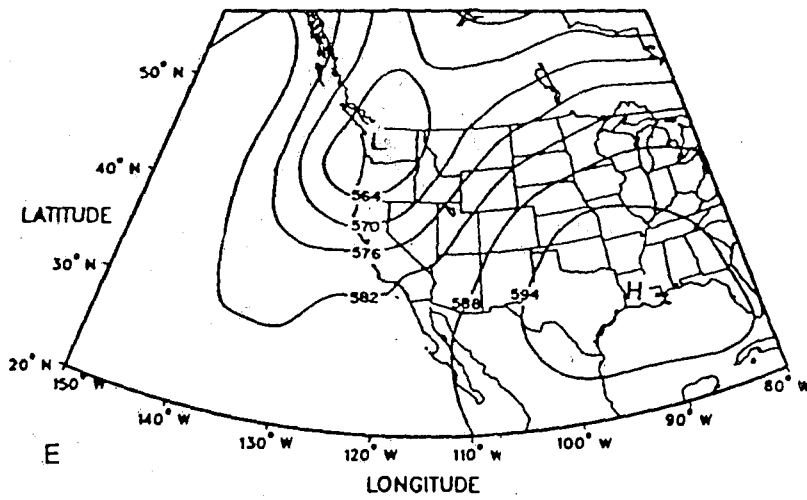 50° N
40° N
LATITUDE
30° N
20° N
150° W
140° W
130° W
120° W
110° W
100° W
90° W
80° W
LONGITUDE
E
L
564
570
576
582
588
594
H